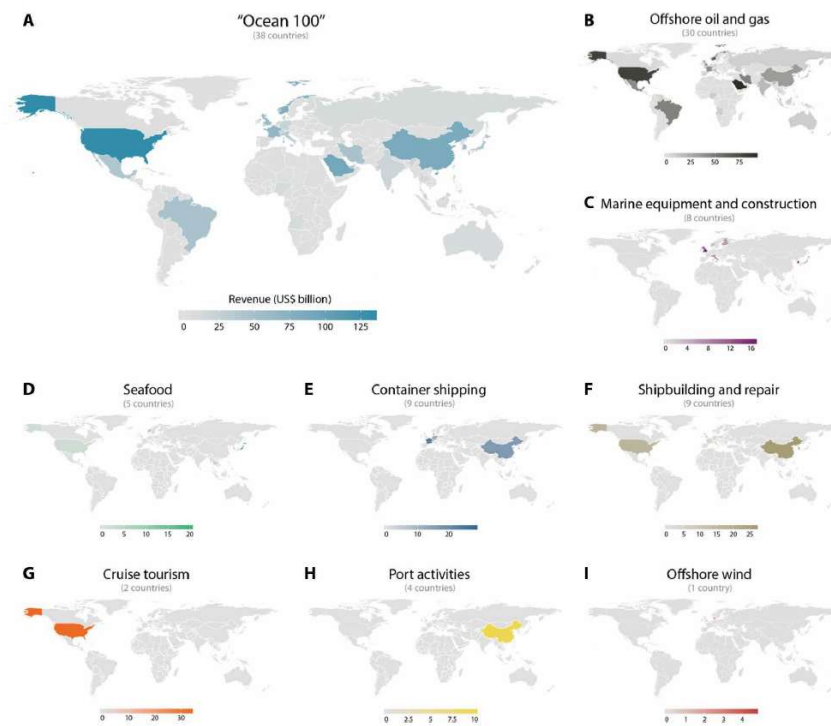 A
"Ocean 100"
(38 countries)
Revenue (US$ billion)
0 25 50 75 100 125
B
Offshore oil and gas
(30 countries)
0 25 50 75
C Marine equipment and construction
(8 countries)
0 4 8 12 16
D
Seafood
(5 countries)
0 5 10 15 20
E
Container shipping
(9 countries)
0 10 20
F
Shipbuilding and repair
(9 countries)
0 5 10 15 20 25
G
Cruise tourism
(2 countries)
0 10 20 30
H
Port activities
(4 countries)
0 2.5 5 7.5 10
I
Offshore wind
(1 country)
0 1 2 3 4